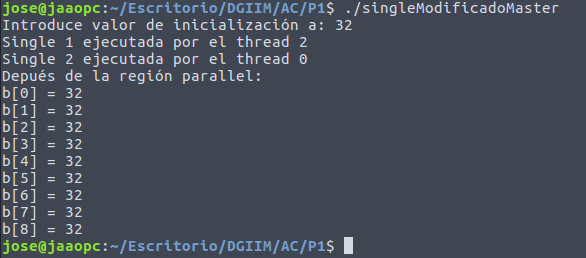 jose@jaaopc:~/Escritorio/DGIIM/AC/P1$ ./singleModificadoMaster
Introduce valor de inicialización a: 32
Single 1 ejecutada por el thread 2
Single 2 ejecutada por el thread 0
Depués de la región parallel:
b[0] = 32
b[1] = 32
b[2] = 32
b[3] = 32
b[4] = 32
b[5] = 32
b[6] = 32
b[7] = 32
b[8] = 32
jose@jaaopc:~/Escritorio/DGIIM/AC/P1$